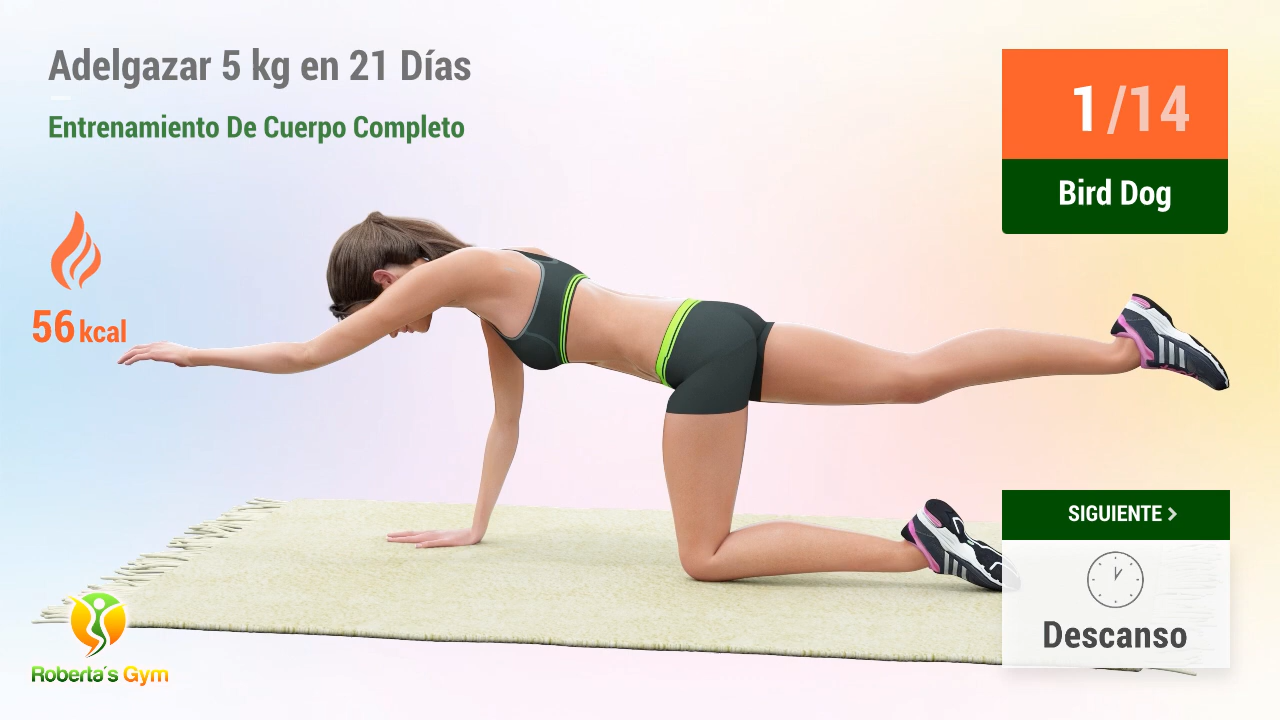 Adelgazar 5 kg en 21 Días
Entrenamiento De Cuerpo Completo
1/14
Bird Dog
56 kcal
SIGUIENTE >
Descanso
Roberta´s Gym